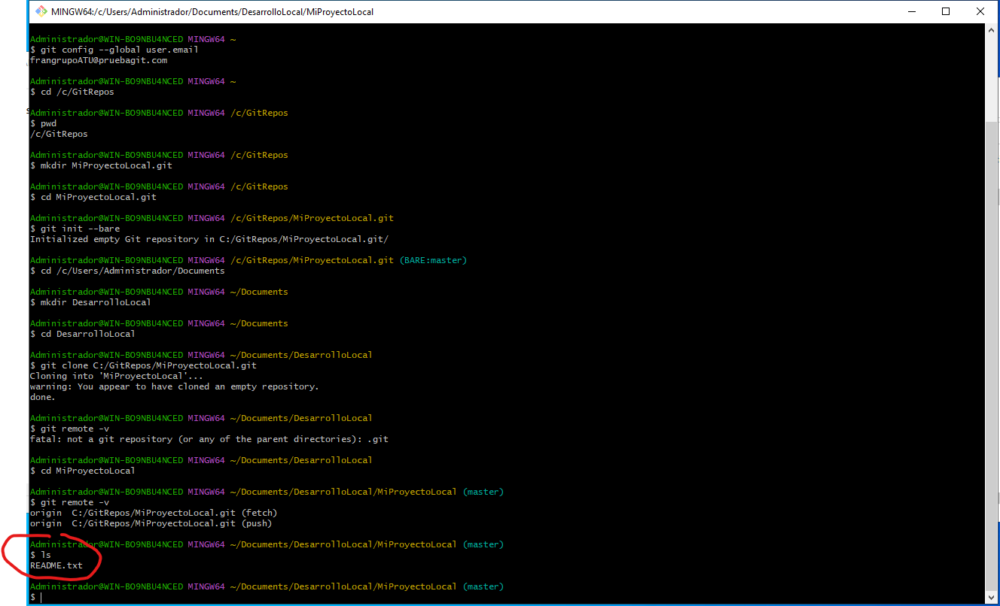 MINGW64:/c/Users/Administrador/Documents/DesarrolloLocal/MiProyectoLocal
Administrador@WIN-BO9NBU4NCED MINGW64 ~
$ git config --global user.email
frangrupoATU@pruebagit.com
Administrador@WIN-BO9NBU4NCED MINGW64 ~
$ cd /c/GitRepos
Administrador@WIN-BO9NBU4NCED MINGW64 /c/GitRepos
$ pwd
/c/GitRepos
Administrador@WIN-BO9NBU4NCED MINGW64 /c/GitRepos
$ mkdir MiProyectoLocal.git
Administrador@WIN-BO9NBU4NCED MINGW64 /c/GitRepos
$ cd MiProyectoLocal.git
Administrador@WIN-BO9NBU4NCED MINGW64 /c/GitRepos/MiProyectoLocal.git
$ git init --bare
Initialized empty Git repository in C:/GitRepos/MiProyectoLocal.git/
Administrador@WIN-BO9NBU4NCED MINGW64 /c/GitRepos/MiProyectoLocal.git (BARE:master)
$ cd /c/Users/Administrador/Documents
Administrador@WIN-BO9NBU4NCED MINGW64 ~/Documents
$ mkdir DesarrolloLocal
Administrador@WIN-BO9NBU4NCED MINGW64 ~/Documents
$ cd DesarrolloLocal
Administrador@WIN-BO9NBU4NCED MINGW64 ~/Documents/DesarrolloLocal
$ git clone C:/GitRepos/MiProyectoLocal.git
Cloning into 'MiProyectoLocal'...
warning: You appear to have cloned an empty repository.
done.
Administrador@WIN-BO9NBU4NCED MINGW64 ~/Documents/DesarrolloLocal
$ git remote -v
fatal: not a git repository (or any of the parent directories): .git
Administrador@WIN-BO9NBU4NCED MINGW64 ~/Documents/DesarrolloLocal
$ cd MiProyectoLocal
Administrador@WIN-BO9NBU4NCED MINGW64 ~/Documents/DesarrolloLocal/MiProyectoLocal (master)
$ git remote -v
origin  C:/GitRepos/MiProyectoLocal.git (fetch)
origin  C:/GitRepos/MiProyectoLocal.git (push)
Administrador@WIN-BO9NBU4NCED MINGW64 ~/Documents/DesarrolloLocal/MiProyectoLocal (master)
$ ls
README.txt
Administrador@WIN-BO9NBU4NCED MINGW64 ~/Documents/DesarrolloLocal/MiProyectoLocal (master)
$